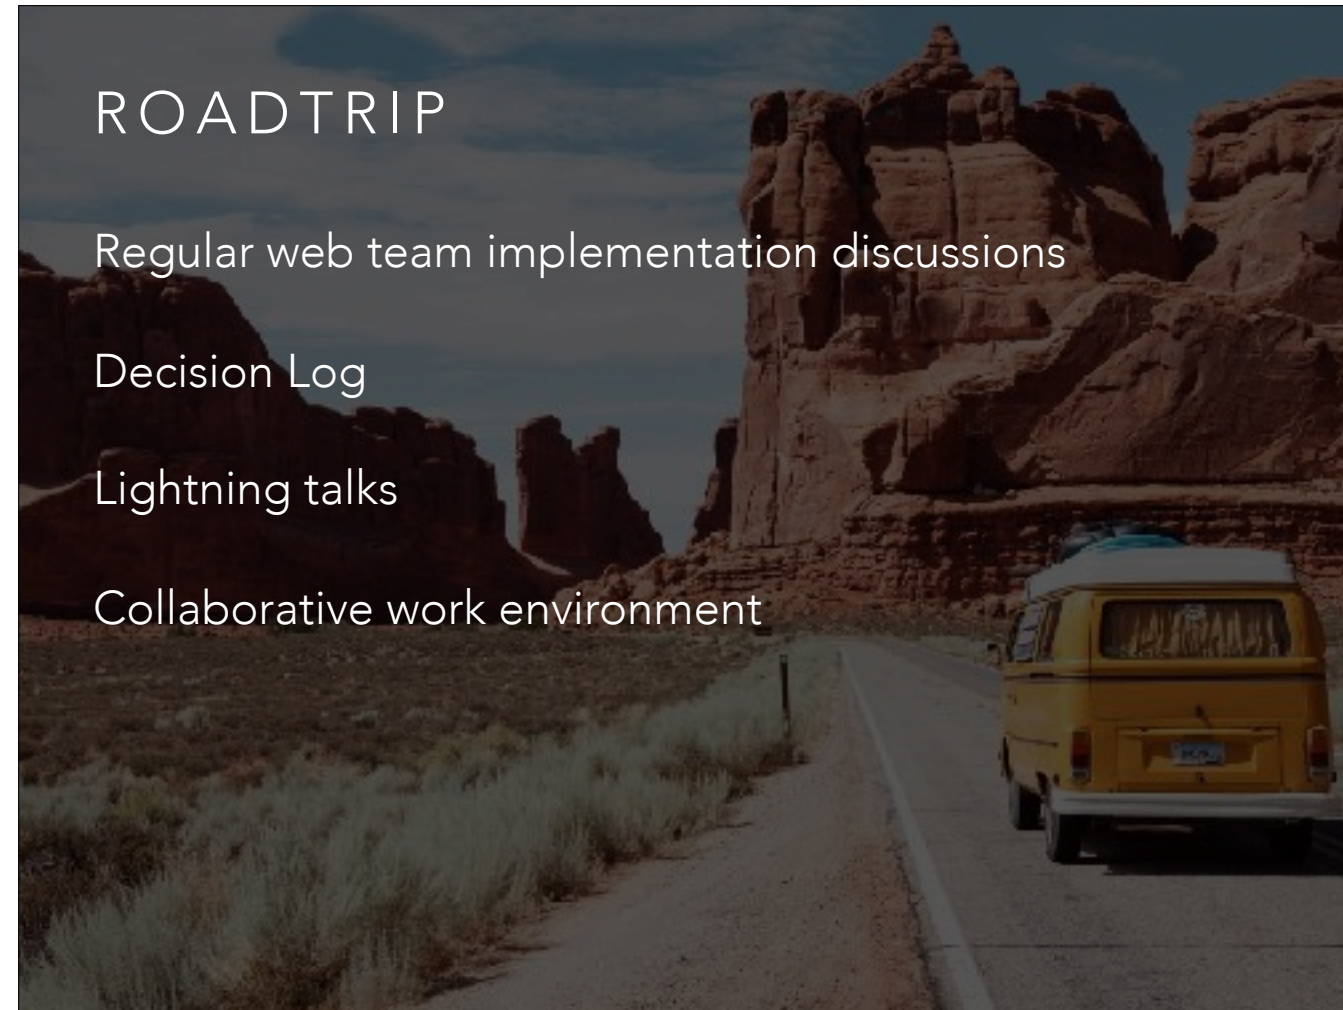 ROADTRIP
Regular web team implementation discussions
Decision Log
Lightning talks
Collaborative work environment